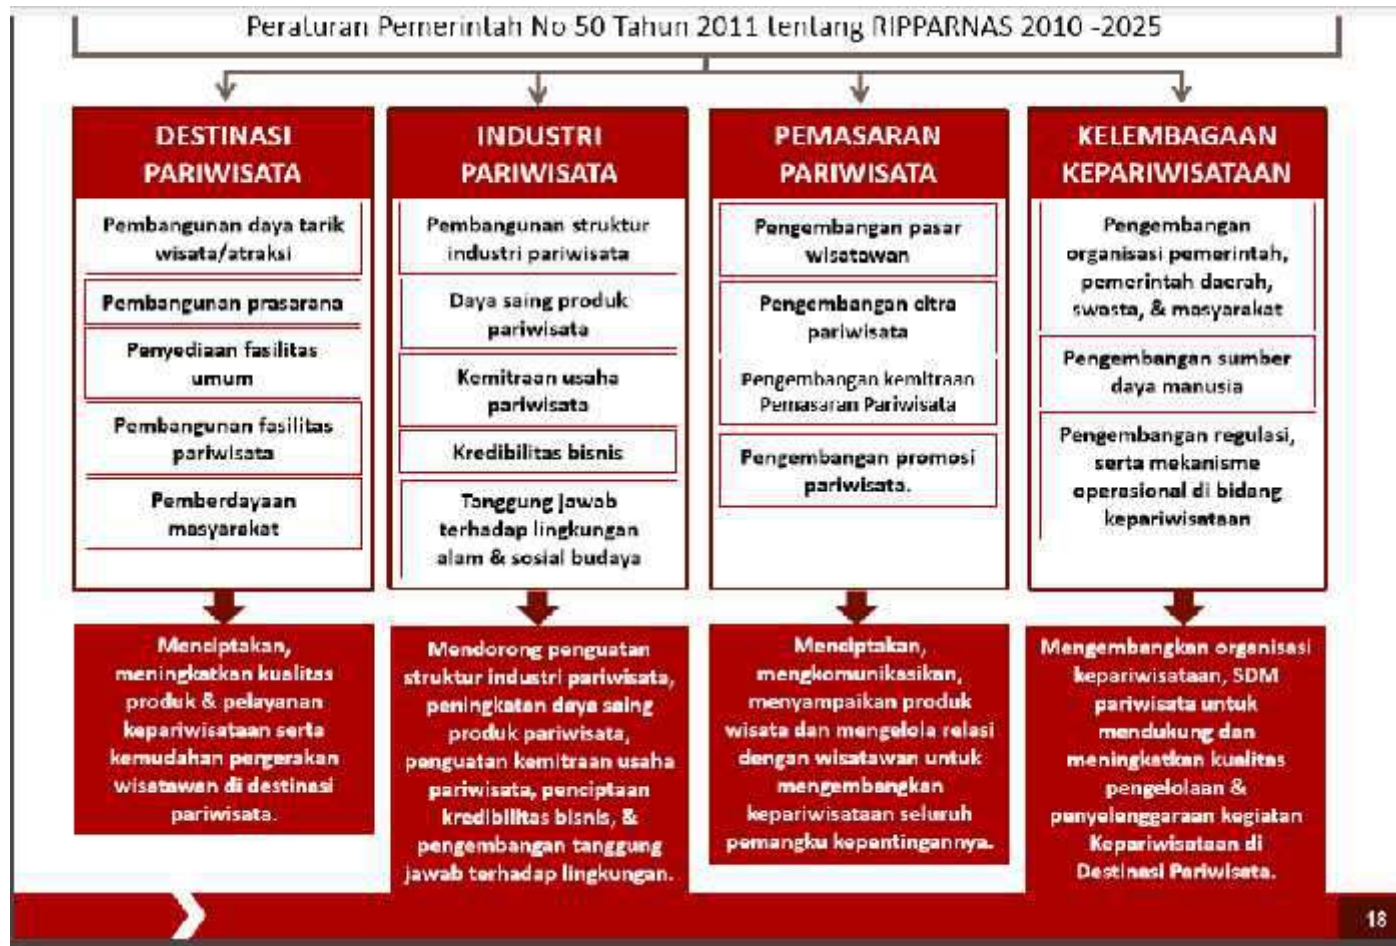 Peraturan Pemerintah No 50 Tahun 2011 tentang RIPPARNAS 2010 -2025
DESTINASI
PARIWISATA
Pembangunan daya tarik
wisata/atraksi
Pembangunan prasarana
Penyediaan fasilitas
umum
Pembangunan fasilitas
pariwisata
Pemberdayaan
masyarakat
Menciptakan,
meningkatkan kualitas
produk & pelayanan
kepariwisataan serta
kemudahan pergerakan
wisatawan di destinasi
pariwisata.
INDUSTRI
PARIWISATA
Pembangunan struktur
industri pariwisata
Daya saing produk
pariwisata
Kemitraan usaha
pariwisata
Kredibilitas bisnis
Tanggung jawab
terhadap lingkungan
alam & sosial budaya
Mendorong penguatan
struktur industri pariwisata,
peningkatan daya saing
produk pariwisata,
penguatan kemitraan usaha
pariwisata, penciptaan
kredibilitas bisnis, &
pengembangan tanggung
jawab terhadap lingkungan.
PEMASARAN
PARIWISATA
Pengembangan pasar
wisatawan
Pengembangan citra
pariwisata
Pengembangan kemitraan
Pemasaran Pariwisata
Pengembangan promosi
pariwisata.
Menciptakan,
mengkomunikasikan,
menyampaikan produk
wisata dan mengelola relasi
dengan wisatawan untuk
mengembangkan
kepariwisataan seluruh
pemangku kepentingannya.
KELEMBAGAAN
KEPARIWISATAAN
Pengembangan
organisasi pemerintah,
pemerintah daerah,
swasta, & masyarakat
Pengembangan sumber
daya manusia
Pengembangan regulasi,
serta mekanisme
operasional di bidang
kepariwisataan
Mengembangkan organisasi
kepariwisataan, SDM
pariwisata untuk
mendukung dan
meningkatkan kualitas
pengelolaan &
penyelenggaraan kegiatan
Kepariwisataan di
Destinasi Pariwisata.
18